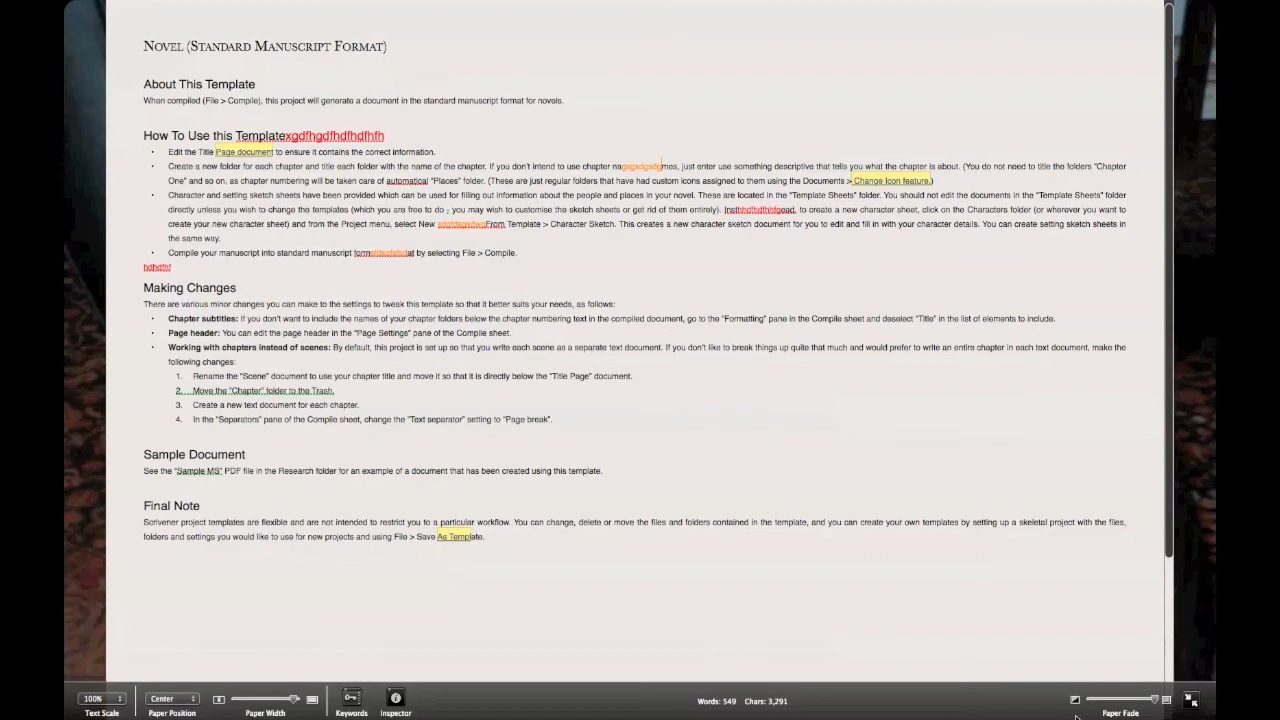 Novel (Standard Manuscript Format)
About This Template
When compiled (File > Compile), this project will generate a document in the standard manuscript format for novels.
How To Use this Templatexgdfhgdfhdfhdfhfh
• Edit the Title Page document to ensure it contains the correct information.
• Create a new folder for each chapter and title each folder with the name of the chapter. If you don't intend to use chapter names, just enter use something descriptive that tells you what the chapter is about. (You do not need to title the folders "Chapter
One" and so on, as chapter numbering will be taken care of automatical "Places" folder. (These are just regular folders that have had custom icons assigned to them using the Documents > Change Icon feature.)
• Character and setting sketch sheets have been provided which can be used for filling out information about the people and places in your novel. These are located in the "Template Sheets" folder. You should not edit the documents in the "Template Sheets" folder
directly unless you wish to change the templates (which you are free to do ; you may wish to customise the sketch sheets or get rid of them entirely). to create a new character sheet, click on the Characters folder (or wherever you want to
create your new character sheet) and from the Project menu, select New From Template > Character Sketch. This creates a new character sketch document for you to edit and fill in with your character details. You can create setting sketch sheets in
the same way.
• Compile your manuscript into standard manuscript by selecting File > Compile.
Making Changes
There are various minor changes you can make to the settings to tweak this template so that it better suits your needs, as follows:
• Chapter subtitles: If you don't want to include the names of your chapter folders below the chapter numbering text in the compiled document, go to the "Formatting" pane in the Compile sheet and deselect "Title" in the list of elements to include.
• Page header: You can edit the page header in the "Page Settings" pane of the Compile sheet.
• Working with chapters instead of scenes: By default, this project is set up so that you write each scene as a separate text document. If you don't like to break things up quite that much and would prefer to write an entire chapter in each text document, make the
following changes:
1. Rename the "Scene" document to use your chapter title and move it so that it is directly below the "Title Page" document.
2. Move the "Chapter" folder to the Trash.
3. Create a new text document for each chapter.
4. In the "Separators" pane of the Compile sheet, change the "Text separator" setting to "Page break".
Sample Document
See the "Sample MS" PDF file in the Research folder for an example of a document that has been created using this template.
Final Note
Scrivener project templates are flexible and are not intended to restrict you to a particular workflow. You can change, delete or move the files and folders contained in the template, and you can create your own templates by setting up a skeletal project with the files,
folders and settings you would like to use for new projects and using File > Save As Template.
100% Center Words: 549 Chars: 3,291
Text Scale Paper Position Paper Width Keywords Inspector Paper Fade